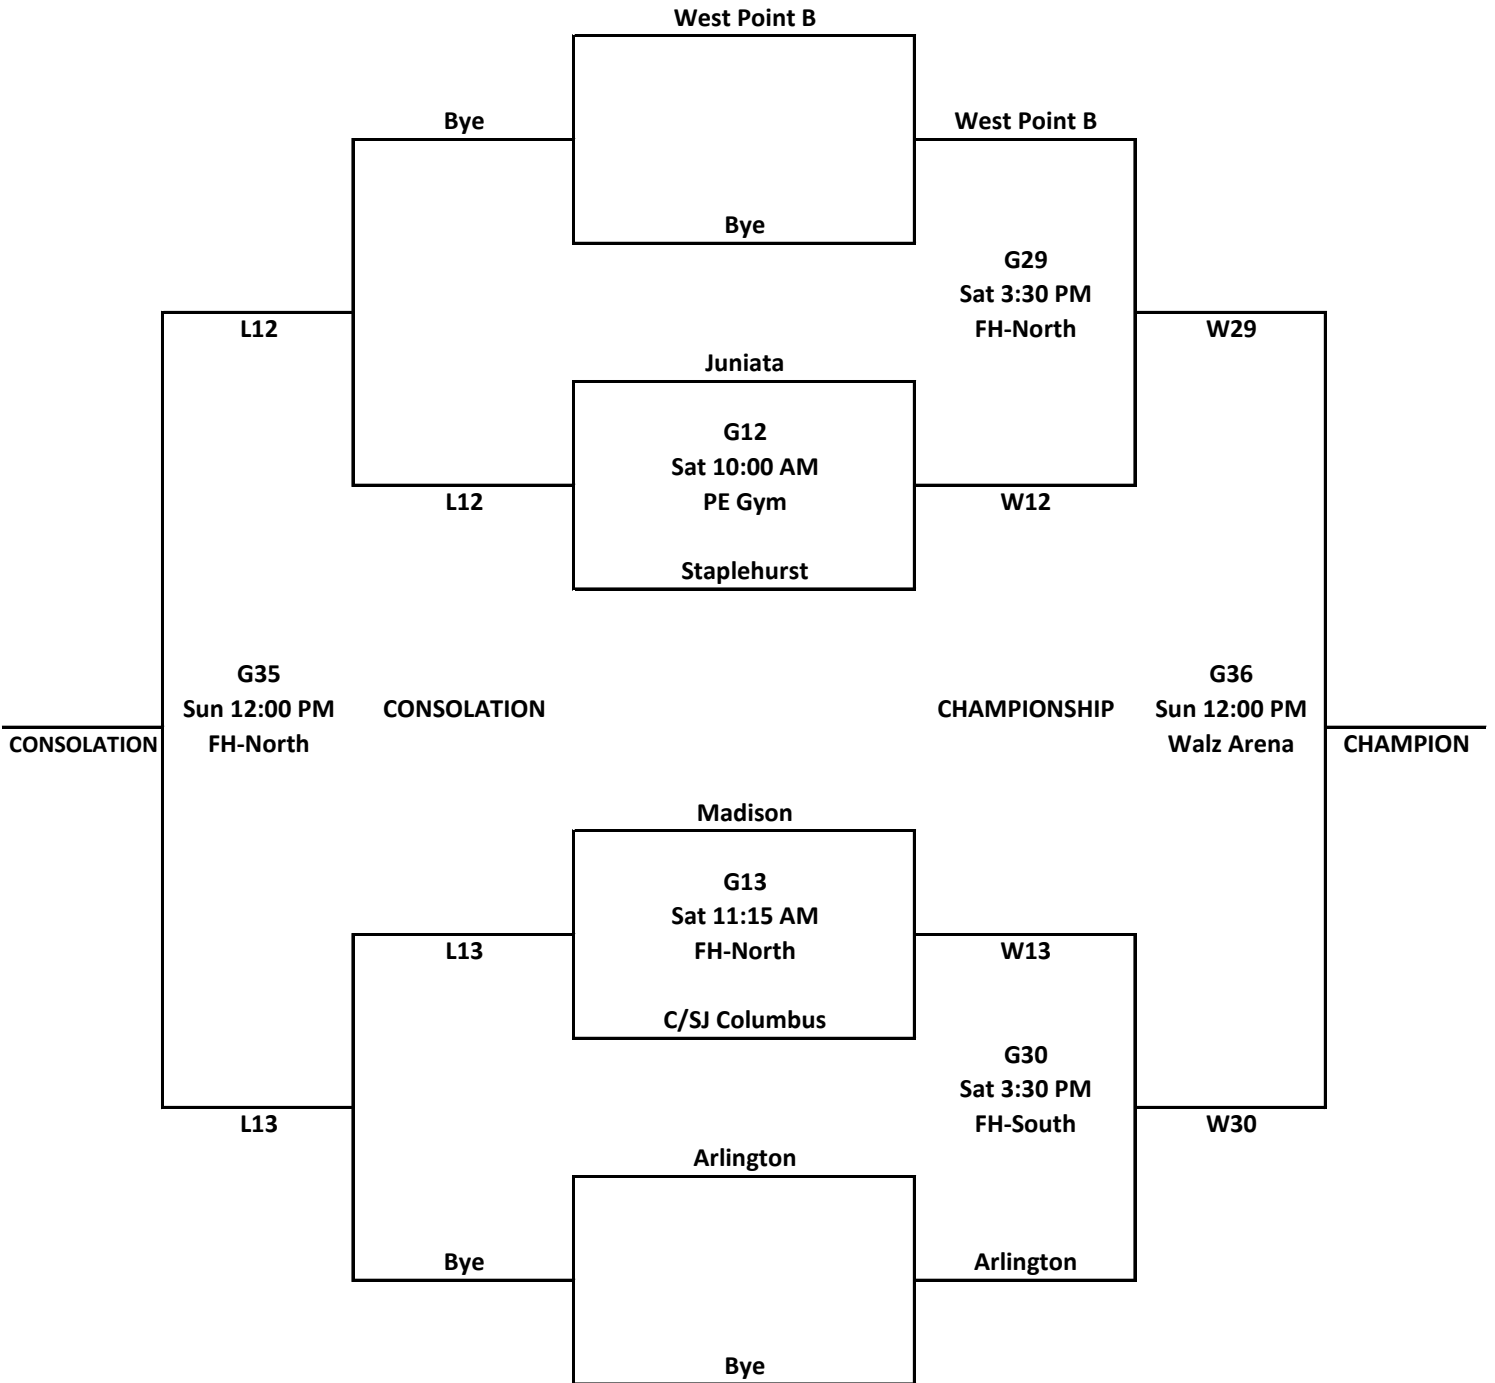 West Point B
Bye
West Point B
Bye
G29
Sat 3:30 PM
FH-North
L12
W29
Juniata
G12
Sat 10:00 AM
PE Gym
L12
W12
Staplehurst
G35
Sun 12:00 PM
FH-North
CONSOLATION
CONSOLATION
CHAMPIONSHIP
G36
Sun 12:00 PM
Walz Arena
CHAMPION
Madison
G13
Sat 11:15 AM
FH-North
L13
W13
C/SJ Columbus
G30
Sat 3:30 PM
FH-South
L13
W30
Arlington
Bye
Arlington
Bye